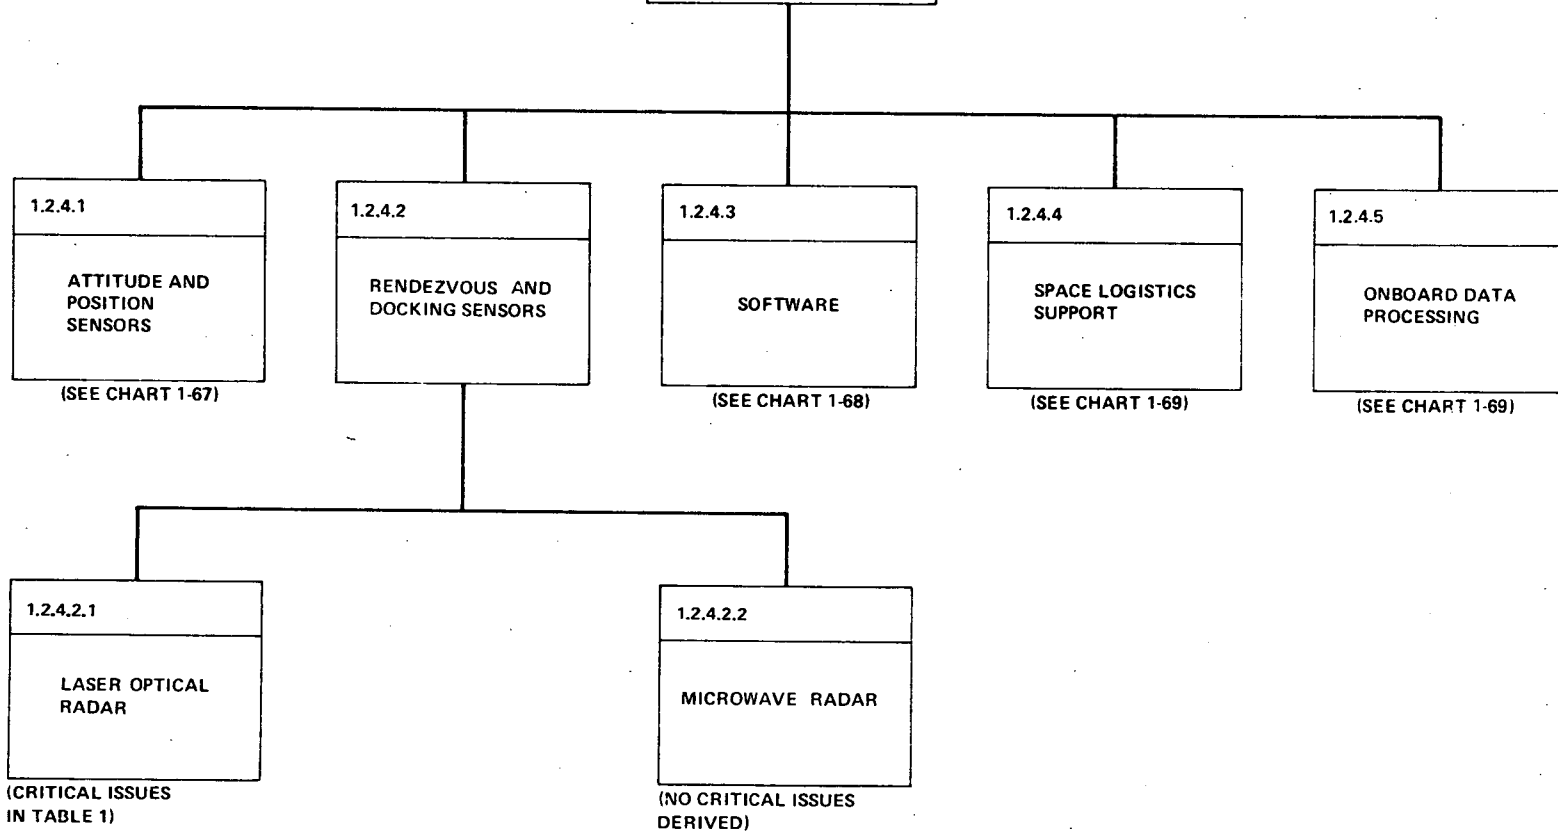 1.2.4.1
ATTITUDE AND
POSITION
SENSORS
(SEE CHART 1-67)
1.2.4.2
RENDEZVOUS AND
DOCKING SENSORS
1.2.4.3
SOFTWARE
(SEE CHART 1-68)
1.2.4.4
SPACE LOGISTICS
SUPPORT
(SEE CHART 1-69)
1.2.4.5
ONBOARD DATA
PROCESSING
(SEE CHART 1-69)
1.2.4.2.1
LASER OPTICAL
RADAR
(CRITICAL ISSUES
IN TABLE 1)
1.2.4.2.2
MICROWAVE RADAR
(NO CRITICAL ISSUES
DERIVED)